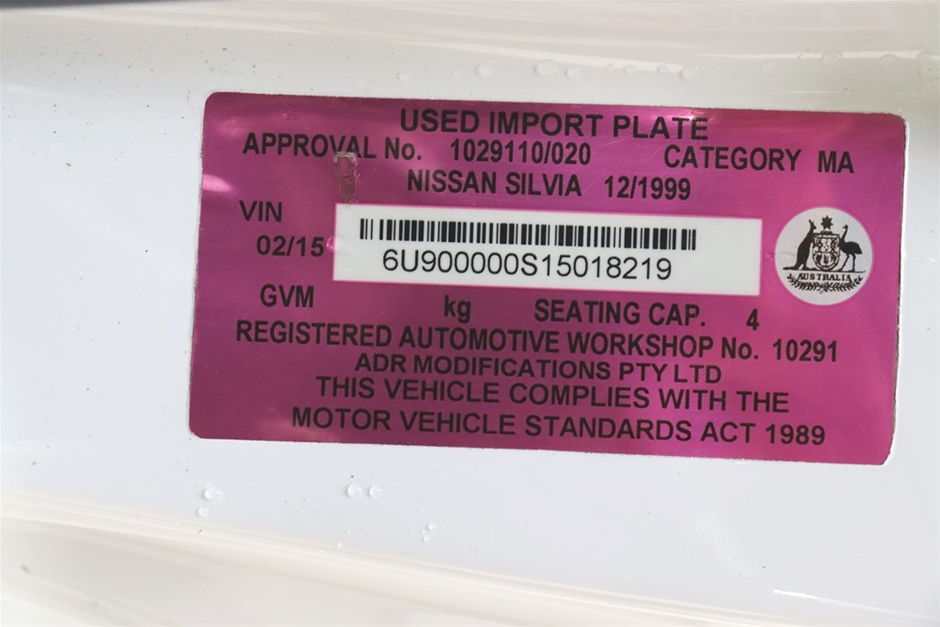 USED IMPORT PLATE
APPROVAL No. 1029110/020 CATEGORY MA
NISSAN SILVIA 12/1999
VIN
02/15 6U900000S15018219
AUSTRALIA
GVM kg SEATING CAP. 4
REGISTERED AUTOMOTIVE WORKSHOP No. 10291
ADR MODIFICATIONS PTY LTD
THIS VEHICLE COMPLIES WITH THE
MOTOR VEHICLE STANDARDS ACT 1989